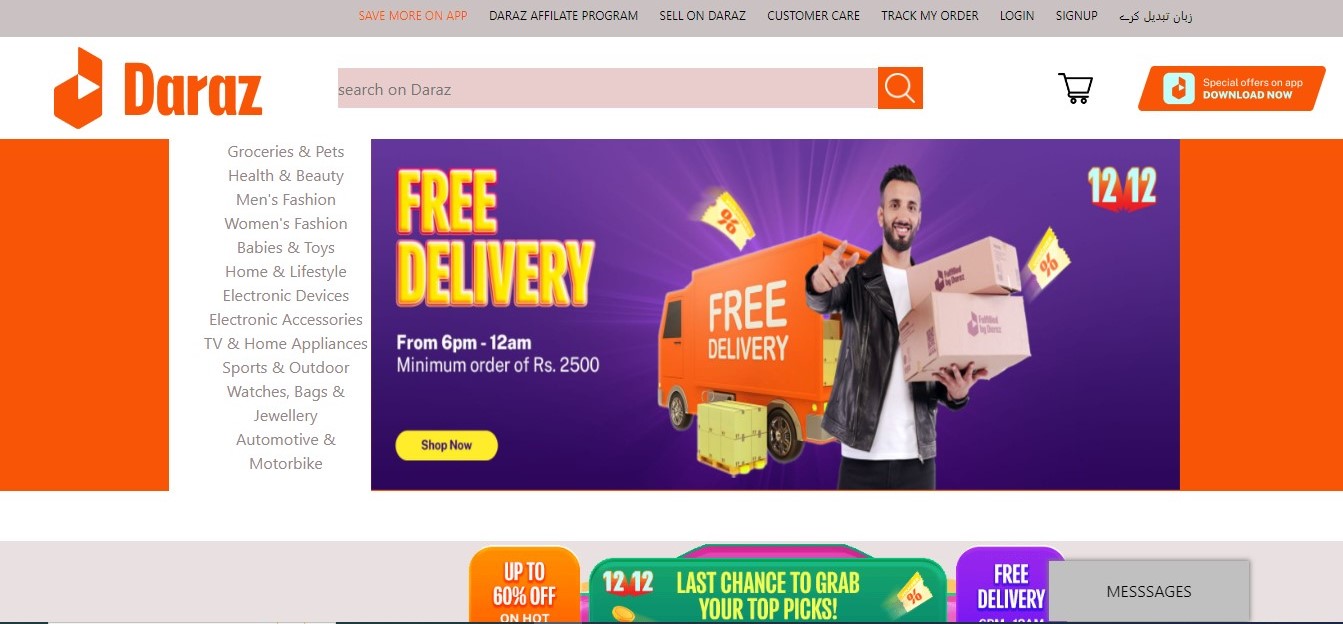 SAVE MORE ON APP DARAZ AFFILATE PROGRAM SELL ON DARAZ CUSTOMER CARE TRACK MY ORDER LOGIN SIGNUP زبان تبدیل کرے
Daraz
search on Daraz
Special offers on app
DOWNLOAD NOW
Groceries & Pets
Health & Beauty
Men's Fashion
Women's Fashion
Babies & Toys
Home & Lifestyle
Electronic Devices
Electronic Accessories
TV & Home Appliances
Sports & Outdoor
Watches, Bags &
Jewellery
Automotive &
Motorbike
FREE
DELIVERY
From 6pm - 12am
Minimum order of Rs. 2500
Shop Now
%
FREE
DELIVERY
Fulfilled
by Daraz
Fulfilled
by Daraz
%
12 12
UP TO
60% OFF
ON HOT
12 12
LAST CHANCE TO GRAB
YOUR TOP PICKS!
%
FREE
DELIVERY
6PM-12AM
MESSSAGES